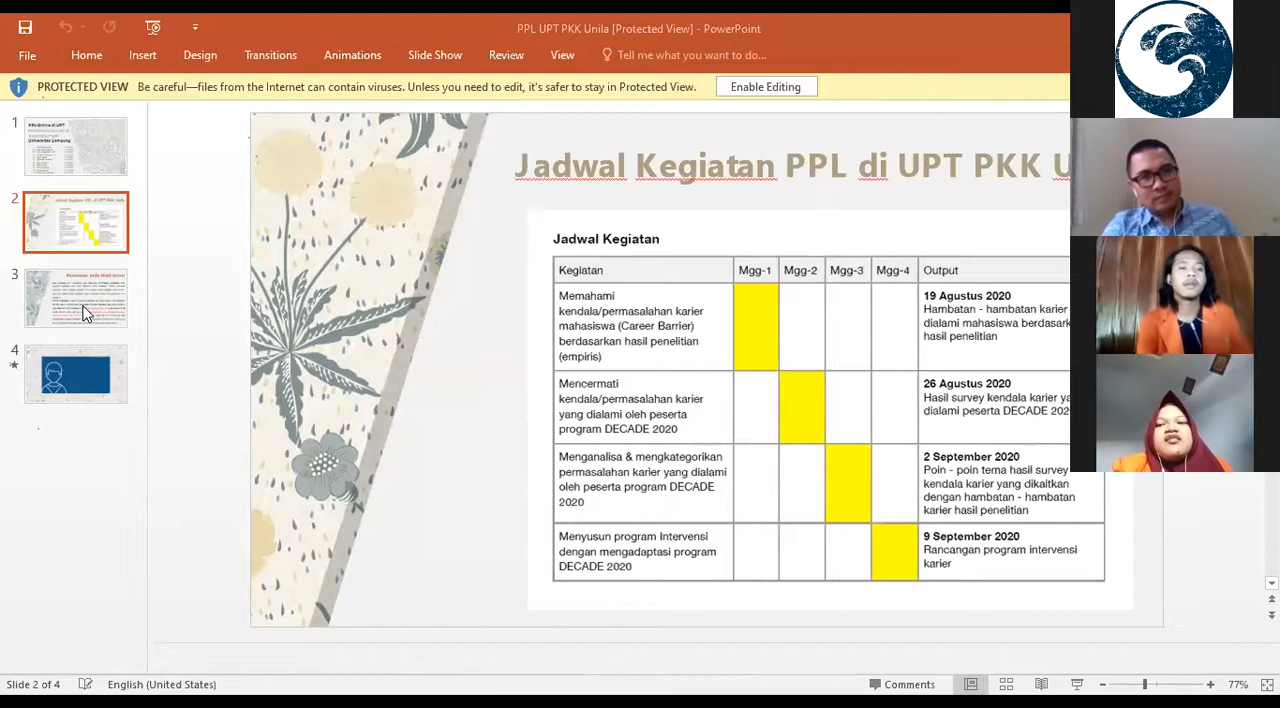 PPL UPT PKK Unila [Protected View] - PowerPoint
File Home Insert Design Transitions Animations Slide Show Review View Tell me what you want to do...
PROTECTED VIEW Be careful—files from the Internet can contain viruses. Unless you need to edit, it's safer to stay in Protected View. Enable Editing
1
Universitas Lampung
2
3
4
Jadwal Kegiatan PPL di UPT PKK U
Jadwal Kegiatan
Kegiatan Mgg-1 Mgg-2 Mgg-3 Mgg-4 Output
Memahami
kendala/permasalahan karier
mahasiswa (Career Barrier)
berdasarkan hasil penelitian
(empiris)
19 Agustus 2020
Hambatan - hambatan karier
dialami mahasiswa berdasark
hasil penelitian
Mencermati
kendala/permasalahan karier
yang dialami oleh peserta
program DECADE 2020
26 Agustus 2020
Hasil survey kendala karier ya
dialami peserta DECADE 202
Menganalisa & mengkategorikan
permasalahan karier yang dialami
oleh peserta program DECADE
2020
2 September 2020
Poin - poin tema hasil survey
kendala karier yang dikaitkan
dengan hambatan - hambatan
karier hasil penelitian
Menyusun program Intervensi
dengan mengadaptasi program
DECADE 2020
9 September 2020
Rancangan program intervensi
karier
Slide 2 of 4 English (United States) Comments 77%